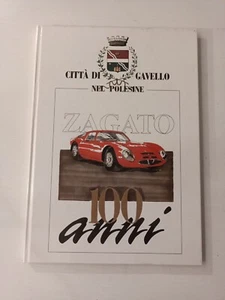 CITTÀ DI GAVELLO
NEL POLESINE
ZAGATO
100
anni